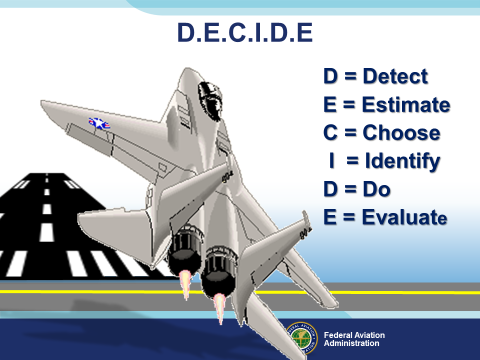 D.E.C.I.D.E
D = Detect
E = Estimate
C = Choose
I = Identify
D = Do
E = Evaluate
Federal Aviation
Administration